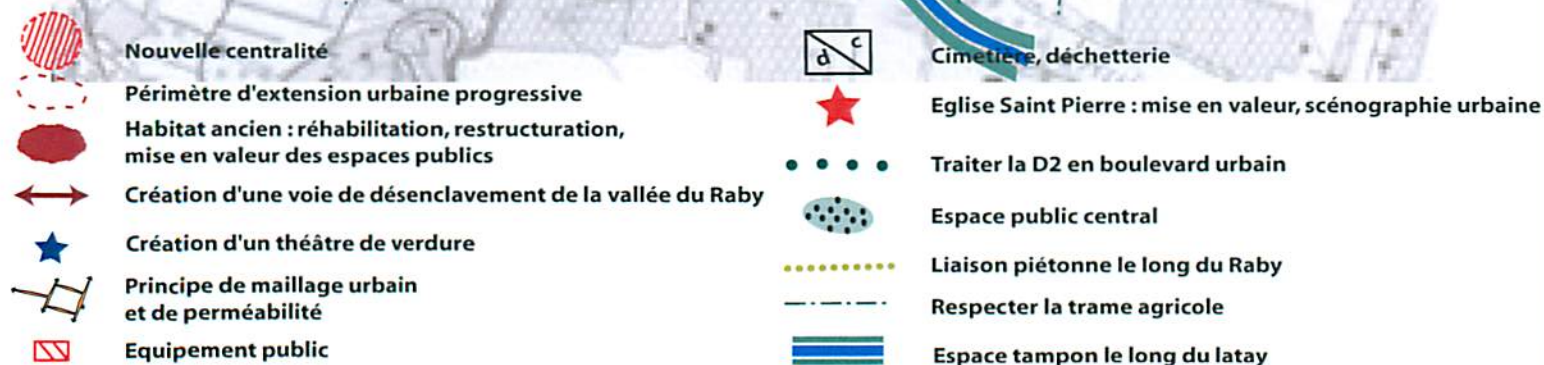 Nouvelle centralité
Périmètre d'extension urbaine progressive
Habitat ancien : réhabilitation, restructuration,
mise en valeur des espaces publics
Création d'une voie de désenclavement de la vallée du Raby
Création d'un théâtre de verdure
Principe de maillage urbain
et de perméabilité
Equipement public
d c
Cimetière, déchetterie
Eglise Saint Pierre : mise en valeur, scénographie urbaine
Traiter la D2 en boulevard urbain
Espace public central
Liaison piétonne le long du Raby
Respecter la trame agricole
Espace tampon le long du latay